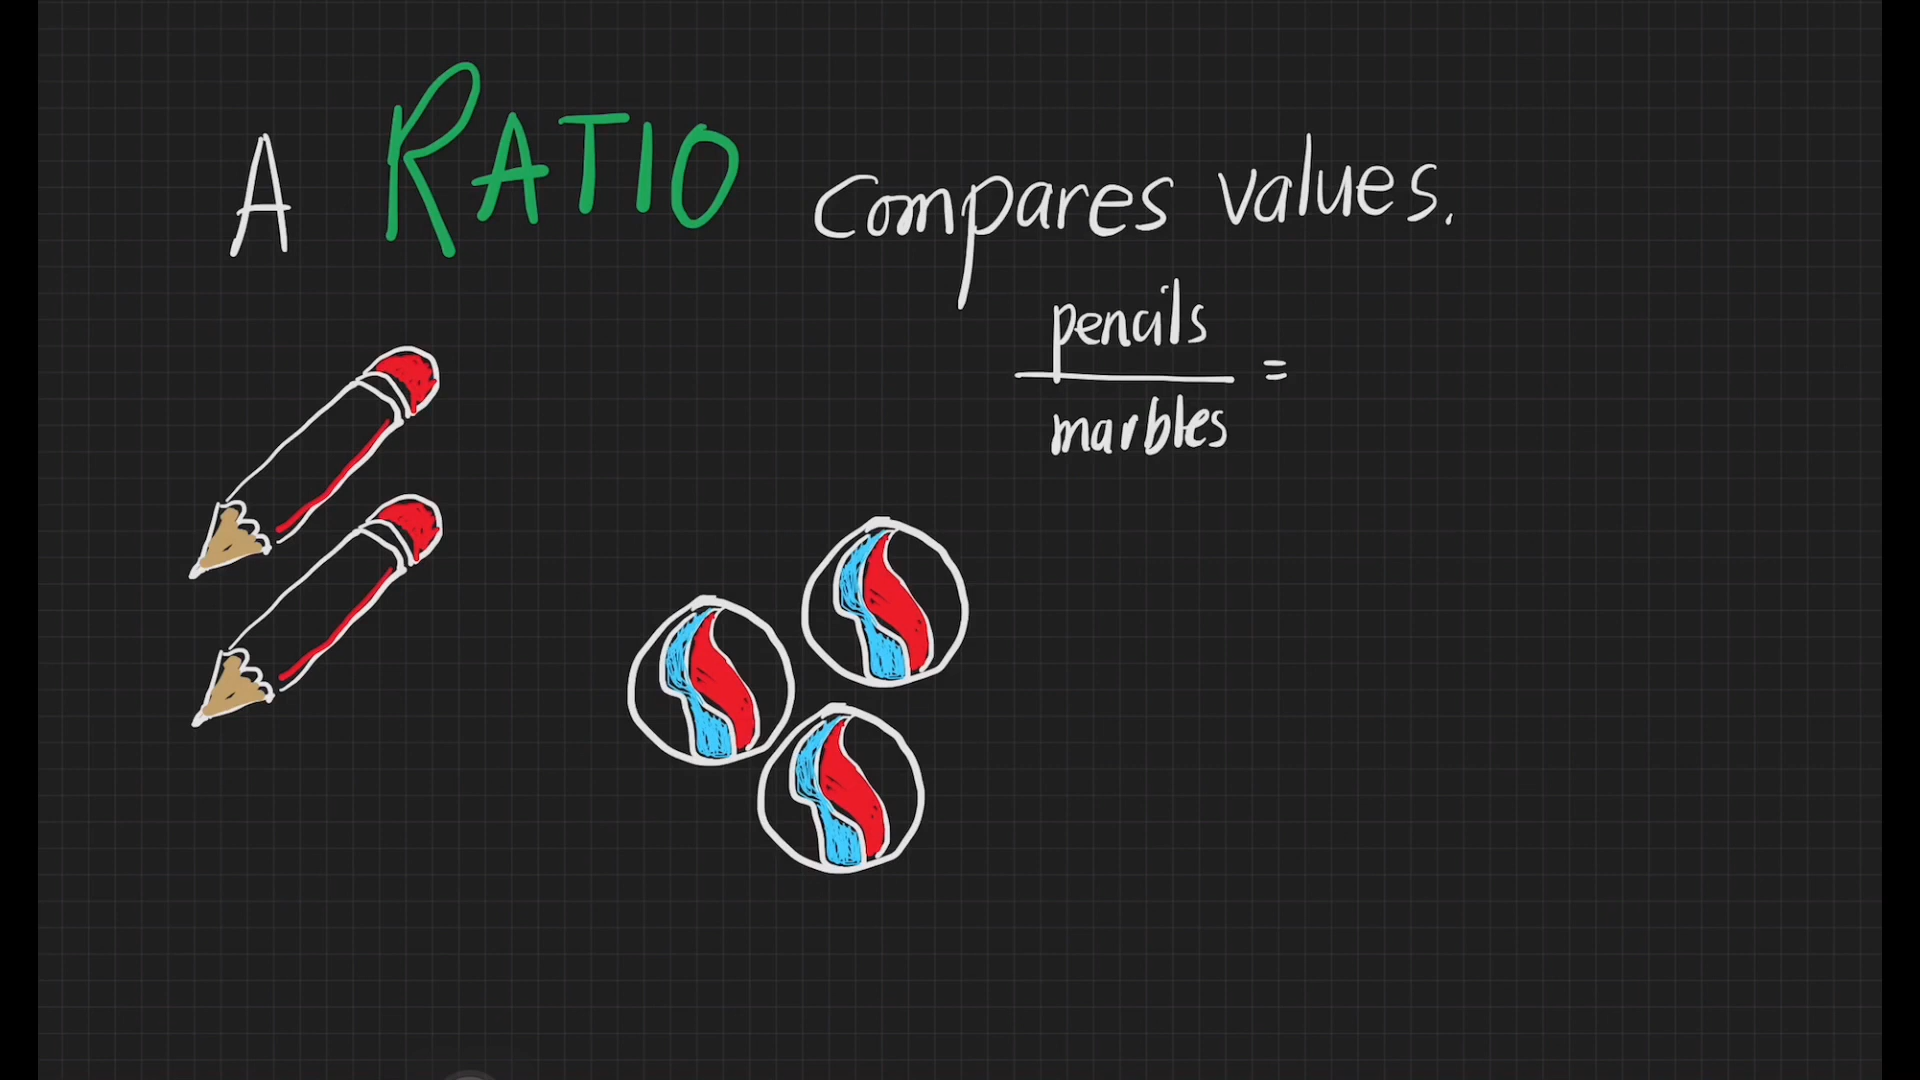 A RATIO compares values.
pencils
=
marbles